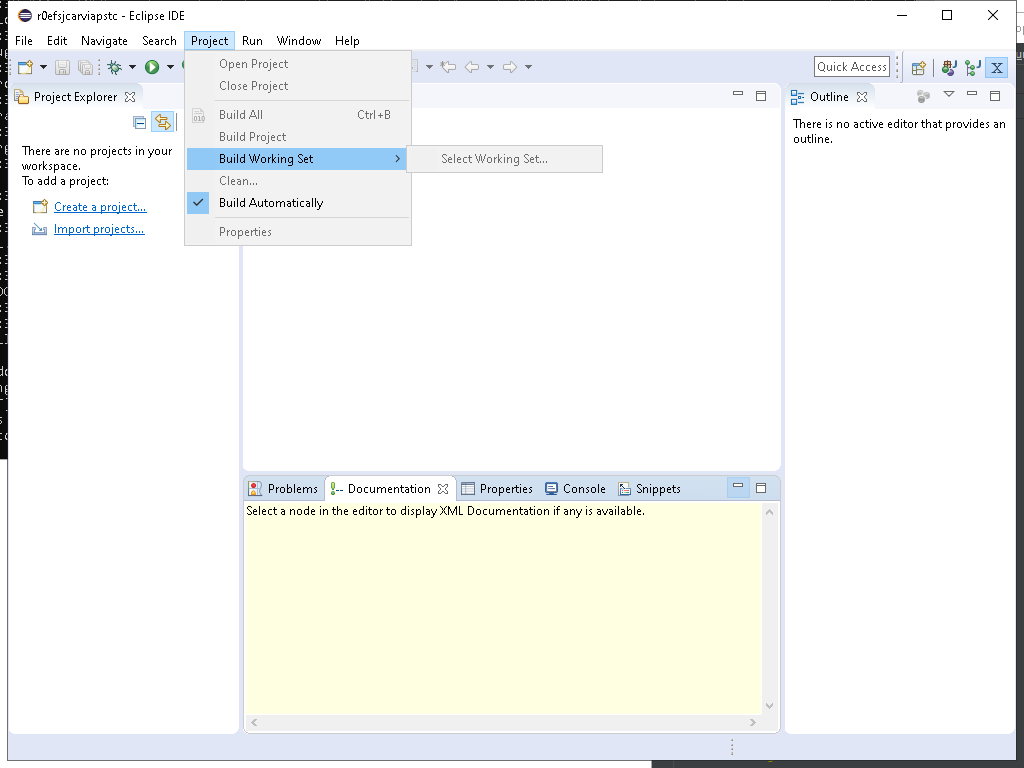 r0efsjcarviapstc - Eclipse IDE
File Edit Navigate Search Project Run Window Help
Quick Access
Open Project
Close Project
Build All Ctrl+B
Build Project
Build Working Set
Select Working Set...
Clean...
Build Automatically
Properties
Project Explorer
There are no projects in your
workspace.
To add a project:
Create a project...
Import projects...
Outline
There is no active editor that provides an
outline.
Problems Documentation Properties Console Snippets
Select a node in the editor to display XML Documentation if any is available.